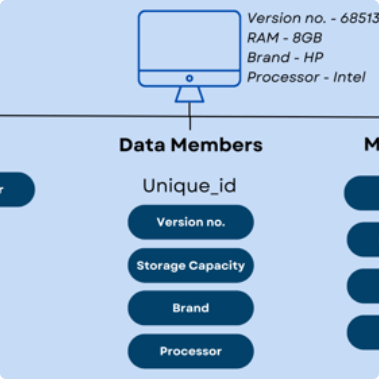 Version no. - 68513
RAM - 8GB
Brand - HP
Processor - Intel
Data Members
M
r
Unique_id
Version no.
Storage Capacity
Brand
Processor